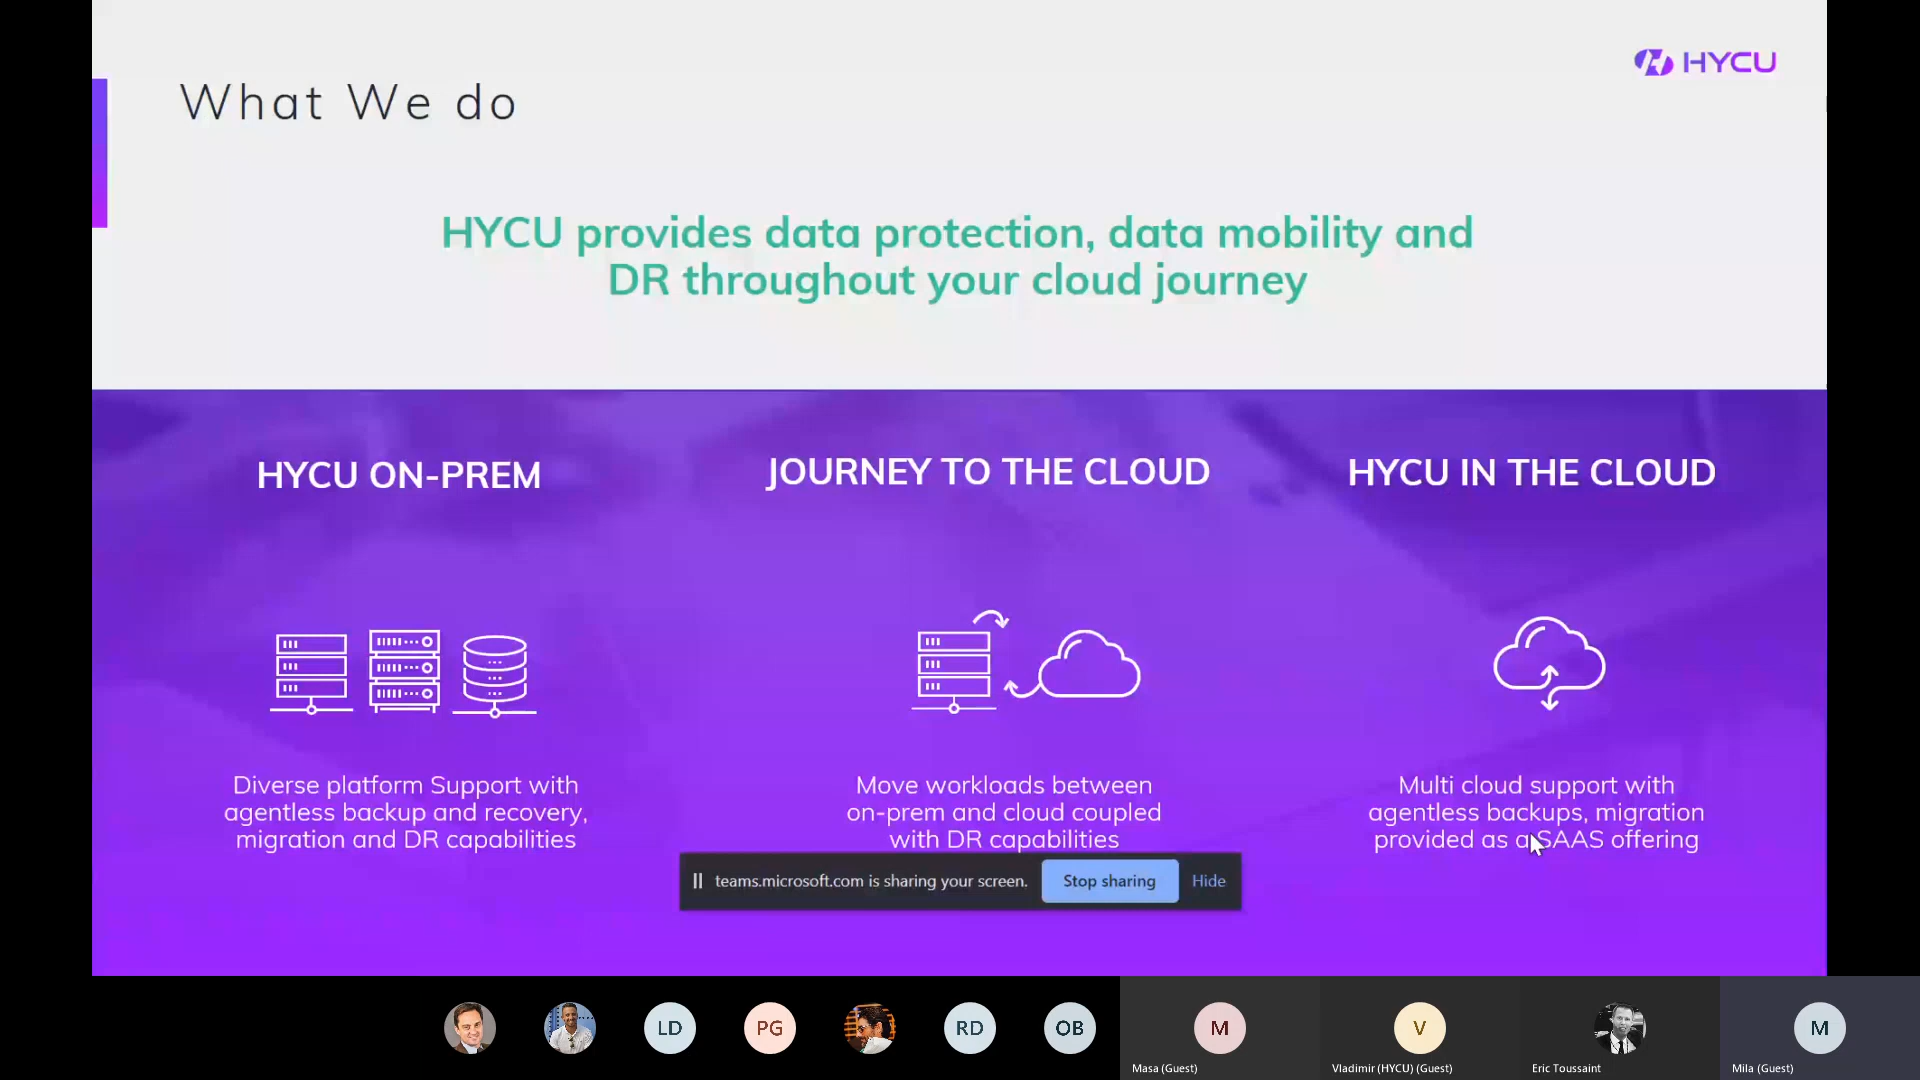 HYCU
What We do
HYCU provides data protection, data mobility and
DR throughout your cloud journey
HYCU ON-PREM
JOURNEY TO THE CLOUD
HYCU IN THE CLOUD
Diverse platform Support with
agentless backup and recovery,
migration and DR capabilities
Move workloads between
on-prem and cloud coupled
with DR capabilities
Multi cloud support with
agentless backups, migration
provided as a SAAS offering
teams.microsoft.com is sharing your screen.
Stop sharing
Hide
LD
PG
RD
OB
M
V
M
Masa (Guest)
Vladimir (HYCU) (Guest)
Eric Toussaint
Mila (Guest)